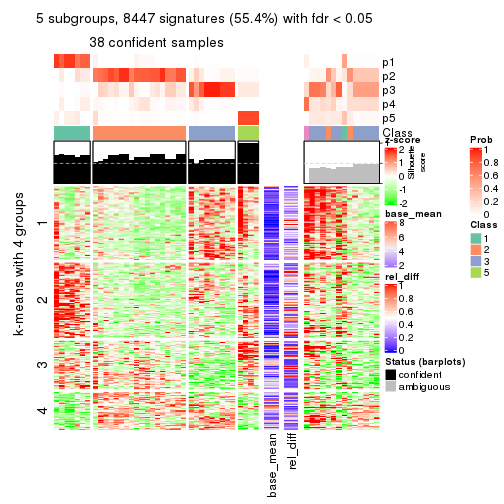 5 subgroups, 8447 signatures (55.4%) with fdr < 0.05
38 confident samples
p1
p2
p3
p4
p5
Class
z-score
2
1
0
-1
-2
Silhouette
score
1
0
base_mean
8
6
4
2
rel_diff
1
0.8
0.6
0.4
0.2
0
Status (barplots)
confident
ambiguous
Prob
1
0.8
0.6
0.4
0.2
0
Class
1
2
3
5
k-means with 4 groups
1
2
3
4
base_mean
rel_diff